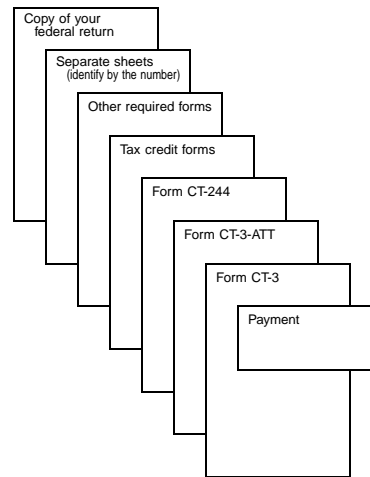 Copy of your
federal return
Separate sheets
(identify by the number)
Other required forms
Tax credit forms
Form CT-244
Form CT-3-ATT
Form CT-3
Payment